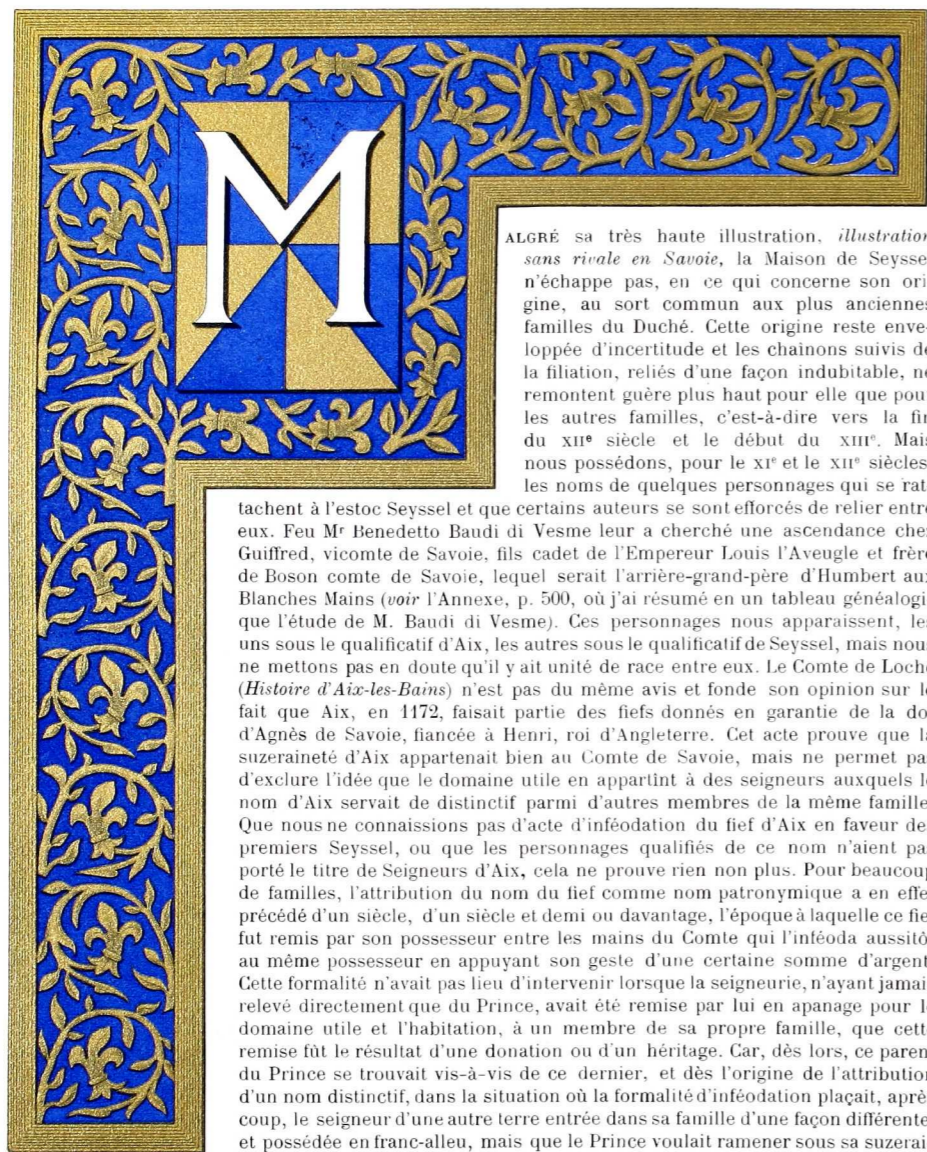 MALGRÉ sa très haute illustration, illustration
sans rivale en Savoie, la Maison de Seysse
n'échappe pas, en ce qui concerne son ori
gine, au sort commun aux plus anciennes
familles du Duché. Cette origine reste enve-
loppée d'incertitude et les chaînons suivis de
la filiation, reliés d'une façon indubitable, ne
remontent guère plus haut pour elle que pour
les autres familles, c'est-à-dire vers la fin
du XIIe siècle et le début du XIIIe. Mais
nous possédons, pour le XIe et le XIIe siècles
les noms de quelques personnages qui se rat
tachent à l'estoc Seyssel et que certains auteurs se sont efforcés de relier entre
eux. Feu Mr Benedetto Baudi di Vesme leur a cherché une ascendance che
Guiffred, vicomte de Savoie, fils cadet de l'Empereur Louis l'Aveugle et frère
de Boson comte de Savoie, lequel serait l'arrière-grand-père d'Humbert aux
Blanches Mains (voir l'Annexe, p. 500, où j'ai résumé en un tableau généalogi
que l'étude de M. Baudi di Vesme). Ces personnages nous apparaissent, les
uns sous le qualificatif d'Aix, les autres sous le qualificatif de Seyssel, mais nou
ne mettons pas en doute qu'il y ait unité de race entre eux. Le Comte de Loche
(Histoire d'Aix-les-Bains) n'est pas du même avis et fonde son opinion sur l
fait que Aix, en 1172, faisait partie des fiefs donnés en garantie de la do
d'Agnès de Savoie, fiancée à Henri, roi d'Angleterre. Cet acte prouve que l
suzeraineté d'Aix appartenait bien au Comte de Savoie, mais ne permet pa
d'exclure l'idée que le domaine utile en appartînt à des seigneurs auxquels l
nom d'Aix servait de distinctif parmi d'autres membres de la même famille
Que nous ne connaissions pas d'acte d'inféodation du fief d'Aix en faveur de
premiers Seyssel, ou que les personnages qualifiés de ce nom n'aient pa
porté le titre de Seigneurs d'Aix, cela ne prouve rien non plus. Pour beaucoup
de familles, l'attribution du nom du fief comme nom patronymique a en effe
précédé d'un siècle, d'un siècle et demi ou davantage, l'époque à laquelle ce fie
fut remis par son possesseur entre les mains du Comte qui l'inféoda aussitô
au même possesseur en appuyant son geste d'une certaine somme d'argent
Cette formalité n'avait pas lieu d'intervenir lorsque la seigneurie, n'ayant jamai
relevé directement que du Prince, avait été remise par lui en apanage pour l
domaine utile et l'habitation, à un membre de sa propre famille, que cett
remise fût le résultat d'une donation ou d'un héritage. Car, dès lors, ce paren
du Prince se trouvait vis-à-vis de ce dernier, et dès l'origine de l'attribution
d'un nom distinctif, dans la situation où la formalité d'inféodation plaçait, aprè
coup, le seigneur d'une autre terre entrée dans sa famille d'une façon différente
et possédée en franc-alleu, mais que le Prince voulait ramener sous sa suzerai